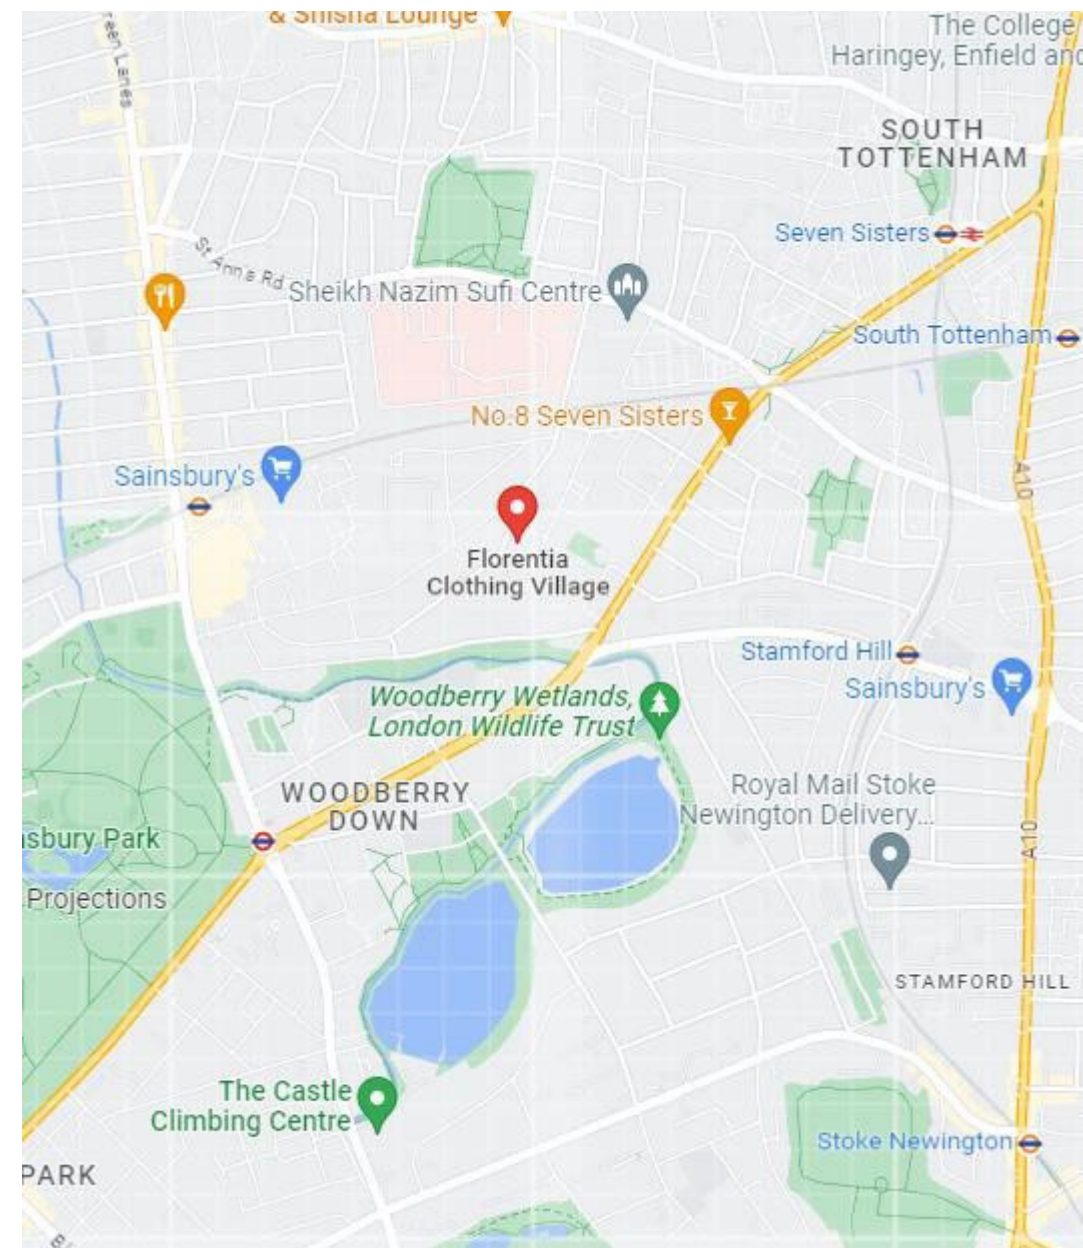 & Shisha Lounge
The College
Haringey, Enfield and
reen Lanes
SOUTH
TOTTENHAM
Seven Sisters
St Ann's Rd
Sheikh Nazim Sufi Centre
South Tottenham
No.8 Seven Sisters
Sainsbury's
A10
Florentia
Clothing Village
Stamford Hill
Sainsbury's
Woodberry Wetlands,
London Wildlife Trust
WOODBERRY
DOWN
Royal Mail Stoke
Newington Delivery...
nsbury Park
A10
Projections
STAMFORD HILL
The Castle
Climbing Centre
Stoke Newington
PARK